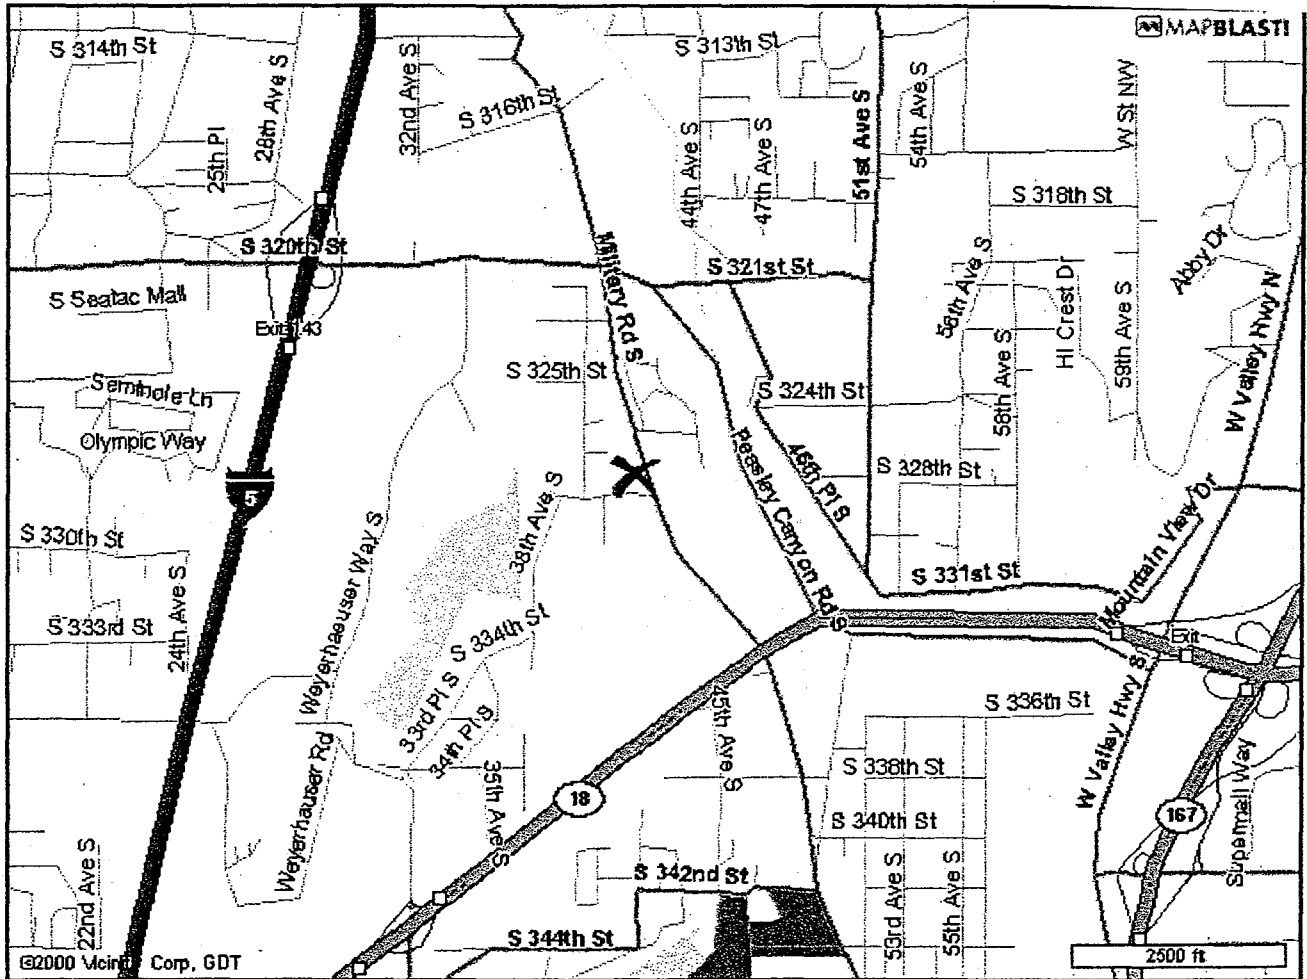 MAPBLAST!
S 314th St
28th Ave S
32nd Ave S
S 313th St
51st Ave S
54th Ave S
W St NW
S 316th St
25th Pl
44th Ave S
47th Ave S
S 318th St
Abby Dr
S 320th St
Military Rd S
S 321st St
56th Ave S
Hl Crest Dr
59th Ave S
W Valley Hwy N
S Seatac Mall
Exit 143
S 325th St
S 324th St
58th Ave S
Seminole Ln
Olympic Way
Peasley Canyon Rd
46th Pl S
S 328th St
5
38th Ave S
S 330th St
Weyerhaeuser Way S
Mountain View Dr
S 331st St
24th Ave S
S 333rd St
S 334th St
Exit
33rd Pl S
34th Pl S
45th Ave S
S 336th St
W Valley Hwy S
Weyerhauser Rd
35th Ave S
18
S 338th St
167
Supermall Way
S 340th St
22nd Ave S
S 342nd St
53rd Ave S
55th Ave S
S 344th St
©2000 Vicin Corp, GDT
2500 ft